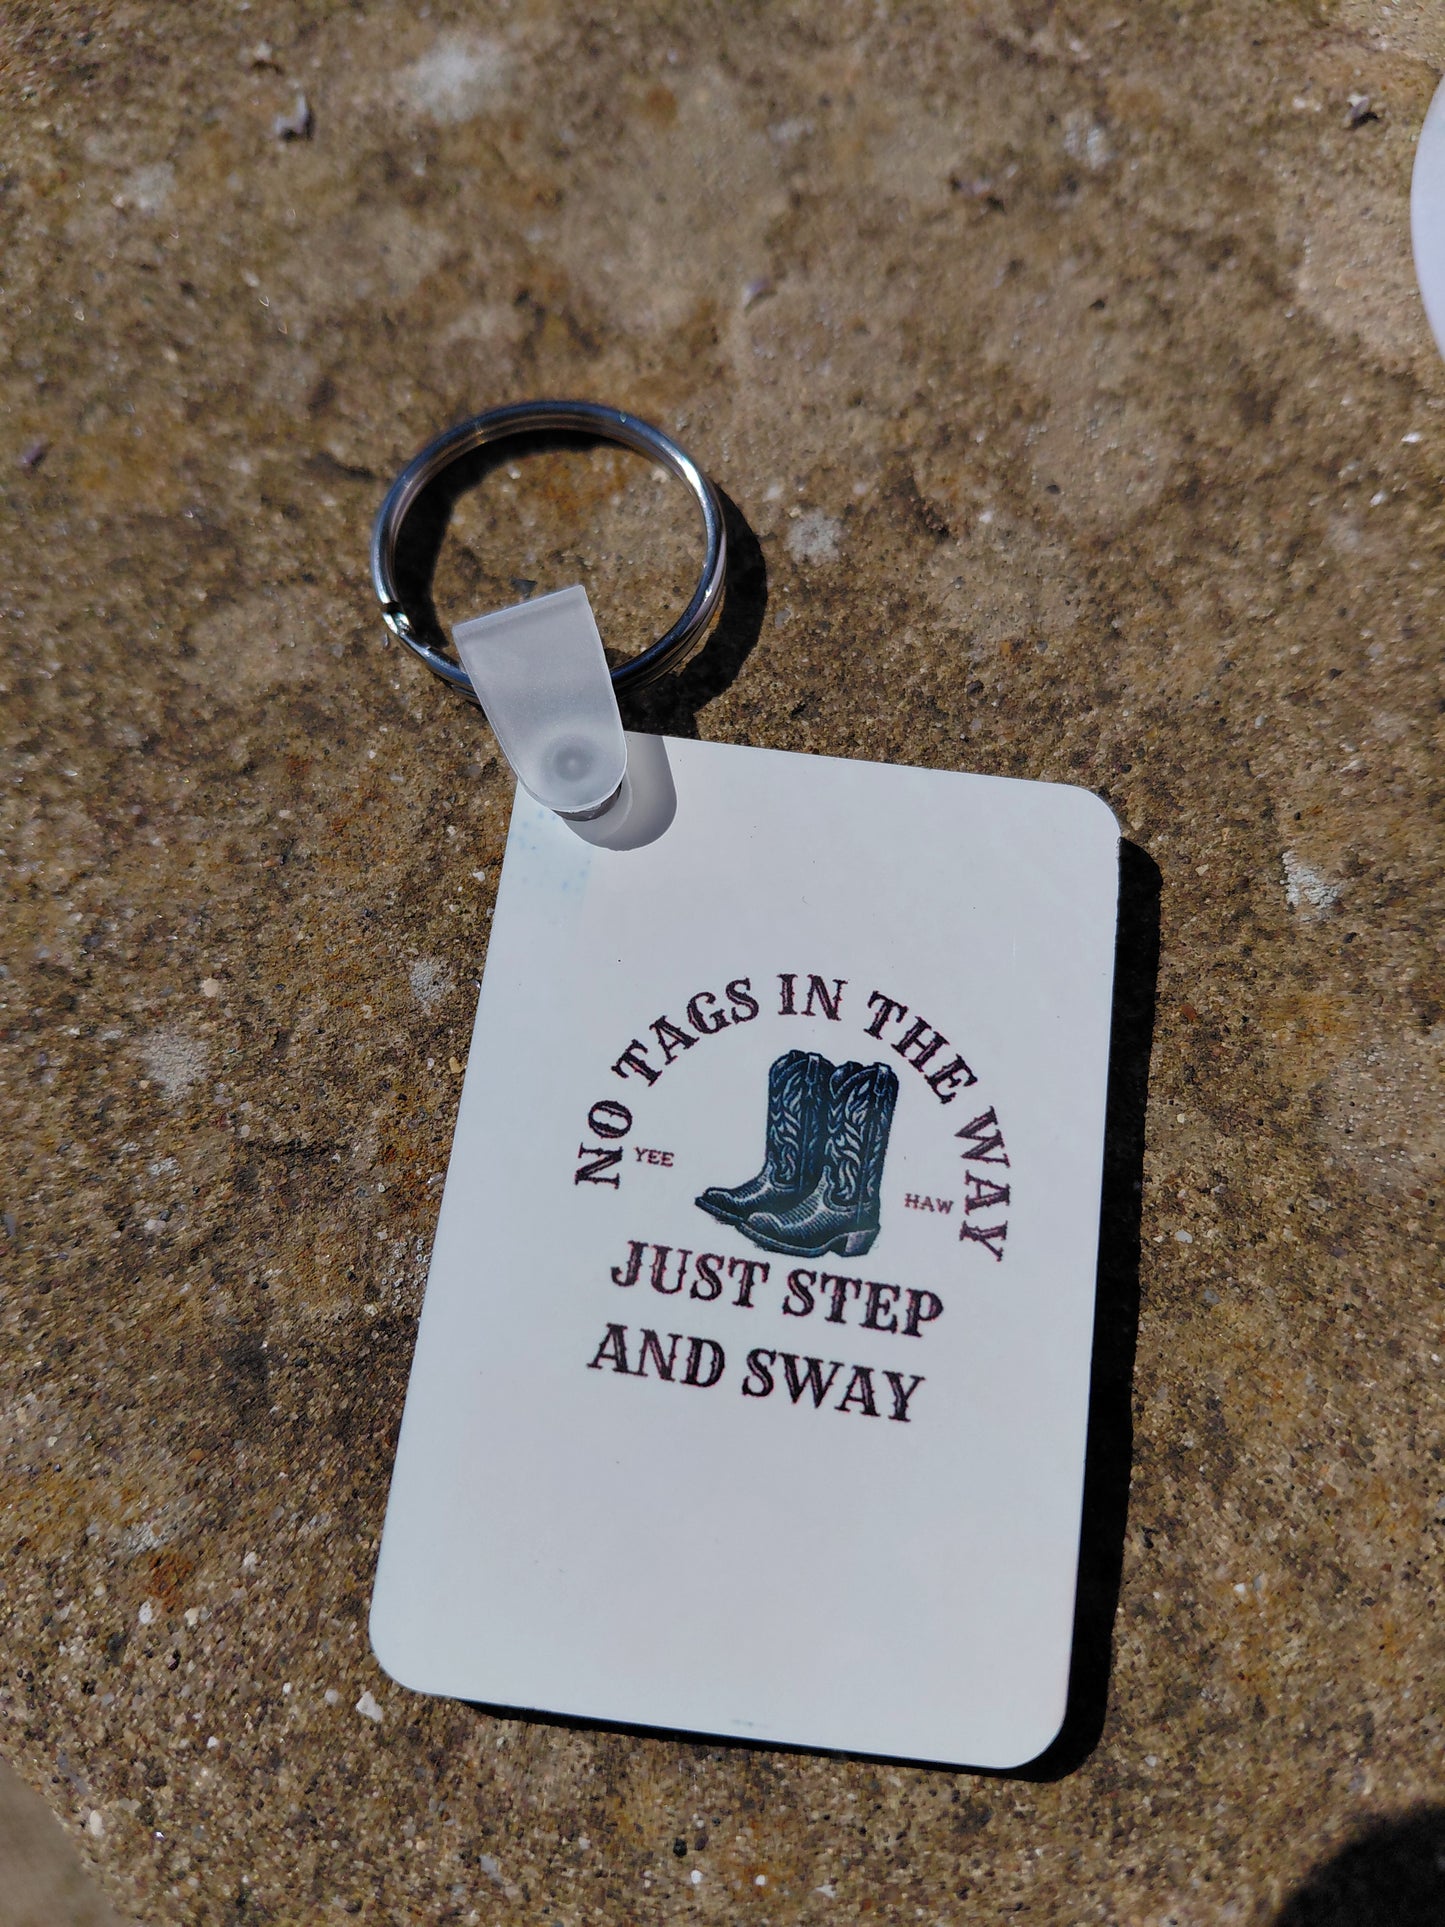 NO TAGS IN THE WAY
YEE
HAW
JUST STEP
AND SWAY